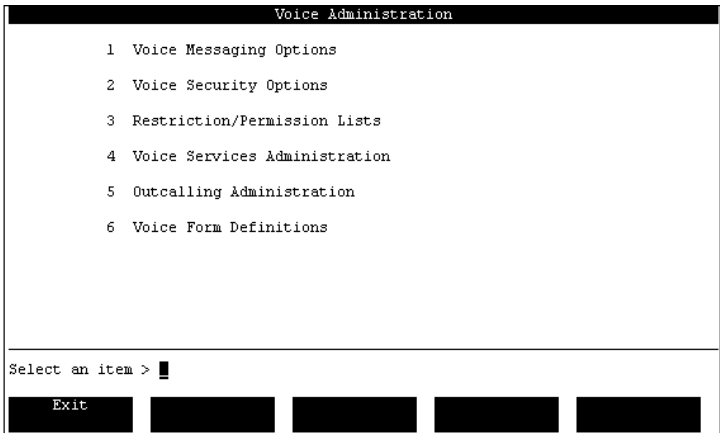 Voice Administration
1 Voice Messaging Options
2 Voice Security Options
3 Restriction/Permission Lists
4 Voice Services Administration
5 Outcalling Administration
6 Voice Form Definitions
Select an item >
Exit